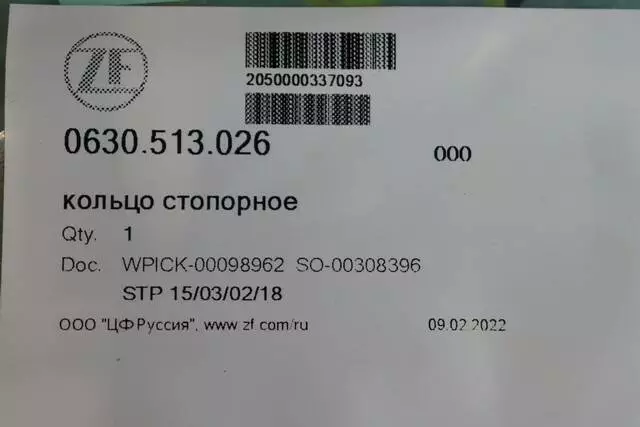 ZF
2050000337093
0630.513.026
000
кольцо стопорное
Qty. 1
Doc. WPICK-00098962 SO-00308396
STP 15/03/02/18
ООО "ЦФ Руссия", www zf com/ru 09.02.2022